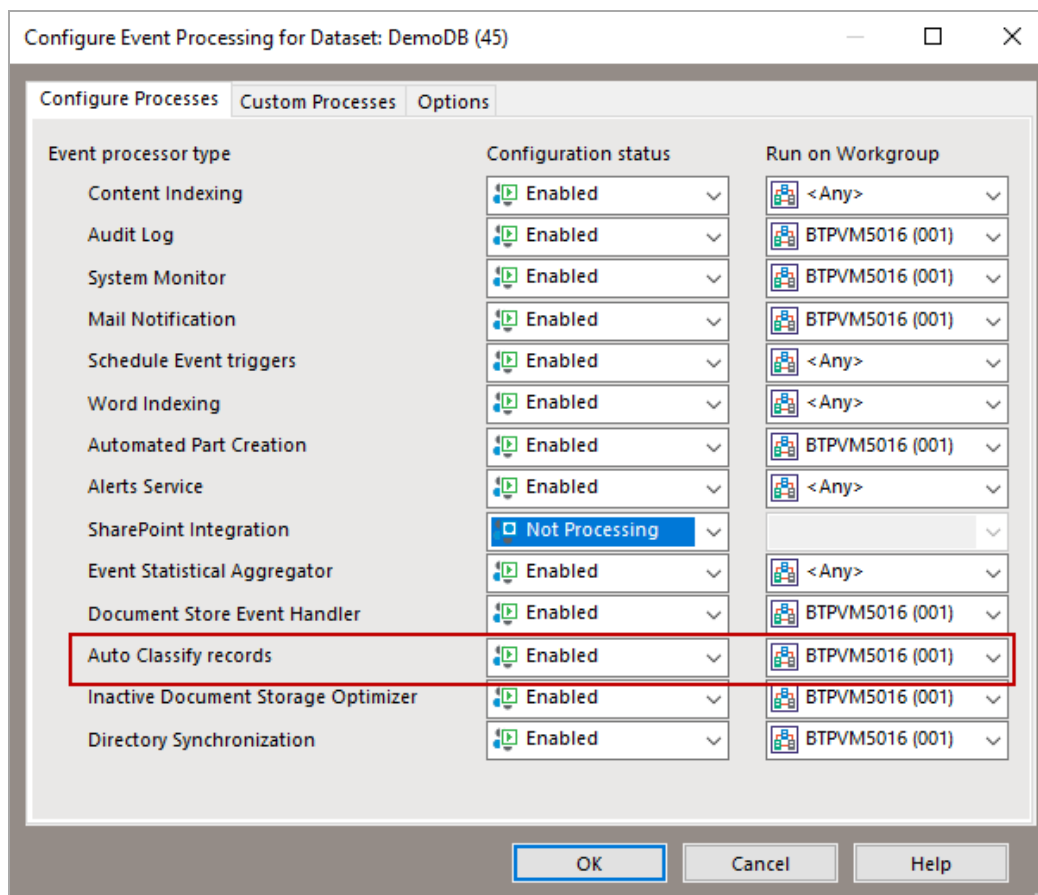 Configure Event Processing for Dataset: DemoDB (45)
Configure Processes Custom Processes Options
Event processor type Configuration status Run on Workgroup
Content Indexing Enabled <Any>
Audit Log Enabled BTPVM5016 (001)
System Monitor Enabled BTPVM5016 (001)
Mail Notification Enabled BTPVM5016 (001)
Schedule Event triggers Enabled <Any>
Word Indexing Enabled <Any>
Automated Part Creation Enabled BTPVM5016 (001)
Alerts Service Enabled <Any>
SharePoint Integration Not Processing
Event Statistical Aggregator Enabled <Any>
Document Store Event Handler Enabled BTPVM5016 (001)
Auto Classify records Enabled BTPVM5016 (001)
Inactive Document Storage Optimizer Enabled BTPVM5016 (001)
Directory Synchronization Enabled BTPVM5016 (001)
OK Cancel Help